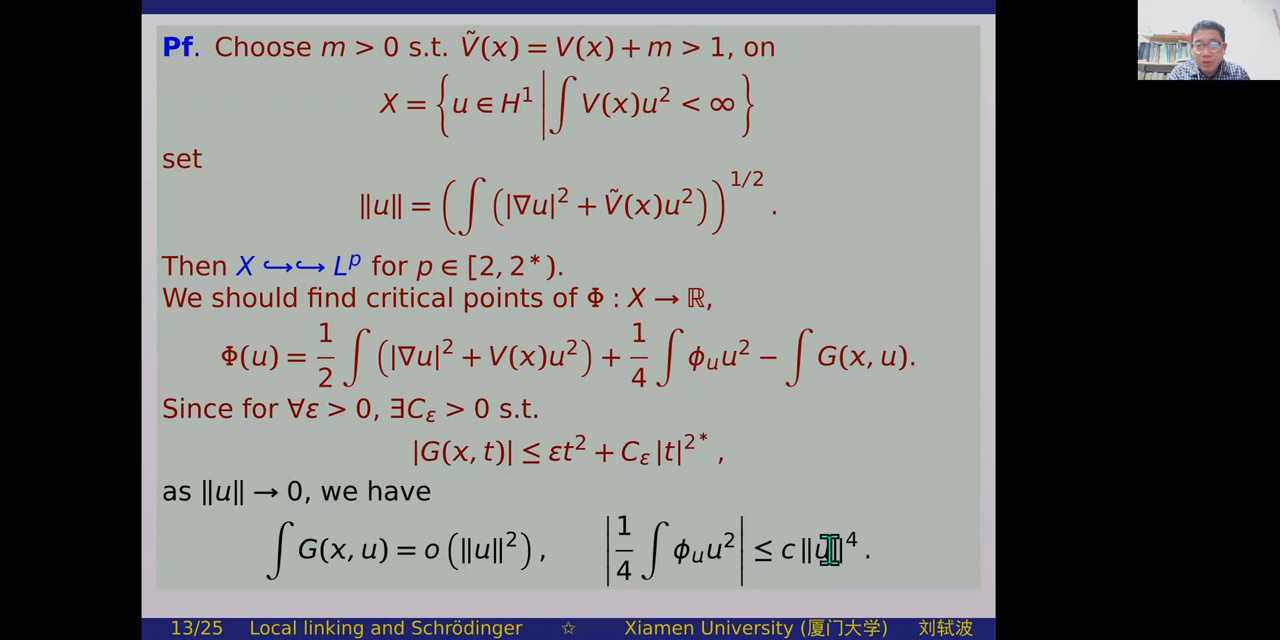 Pf. Choose m > 0 s.t. Ṽ(x) = V(x) + m > 1, on
X = { u ∈ H¹ | ∫ V(x)u² < ∞ }
set
‖u‖ = ( ∫ (|∇u|² + Ṽ(x)u²) )^{1/2} .
Then X ↪↪ L^p for p ∈ [2, 2*).
We should find critical points of Φ : X → ℝ,
Φ(u) = 1/2 ∫ (|∇u|² + V(x)u²) + 1/4 ∫ ϕ_u u² − ∫ G(x, u).
Since for ∀ε > 0, ∃C_ε > 0 s.t.
|G(x, t)| ≤ εt² + C_ε |t|^{2*} ,
as ‖u‖ → 0, we have
∫ G(x, u) = o (‖u‖²) , | 1/4 ∫ ϕ_u u² | ≤ c ‖u‖⁴ .
13/25 Local linking and Schrödinger ☆ Xiamen University (厦门大学) 刘轼波